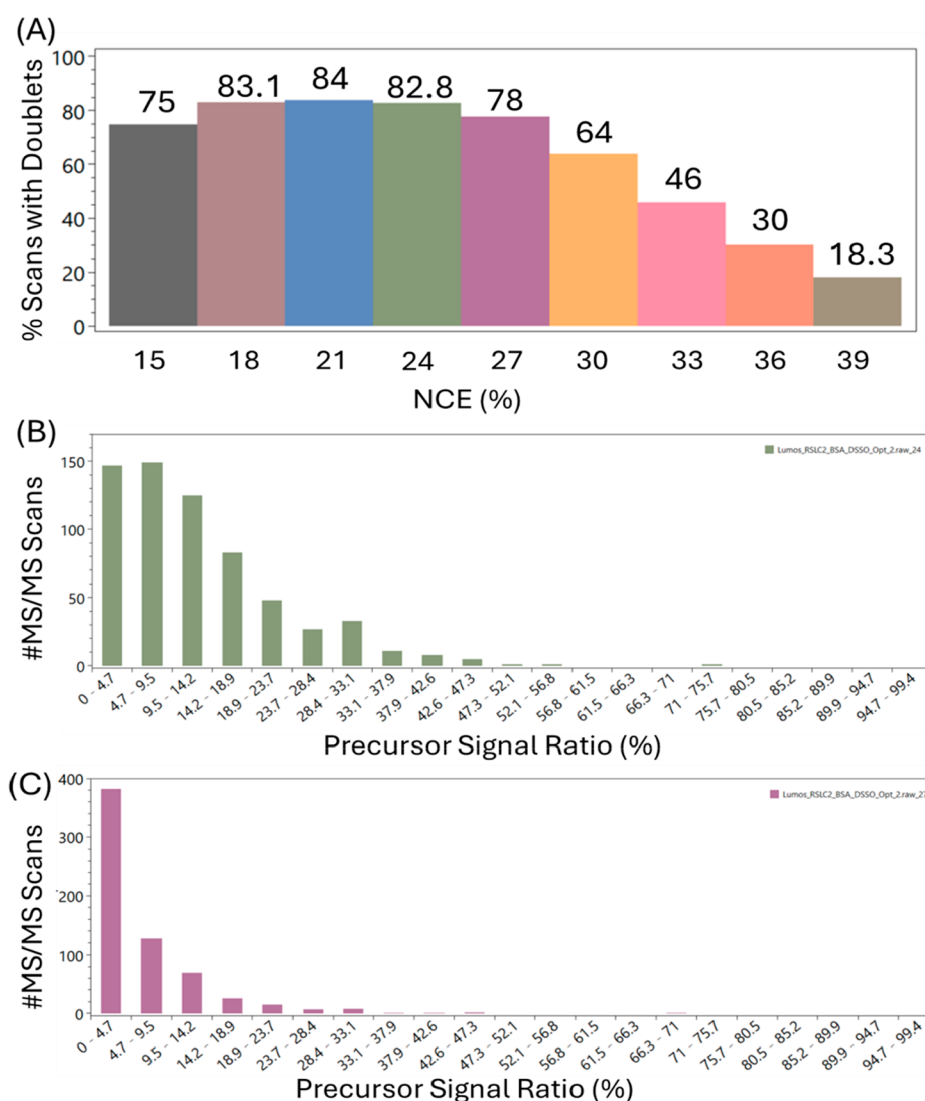 (A)
% Scans with Doublets
100
80
60
40
20
0
75
83.1
84
82.8
78
64
46
30
18.3
15 18 21 24 27 30 33 36 39
NCE (%)
(B)
#MS/MS Scans
150
100
50
0
Lumos_RSLC2_BSA_DSSO_Opt_2.raw_24
0 - 4.7
4.7 - 9.5
9.5 - 14.2
14.2 - 18.9
18.9 - 23.7
23.7 - 28.4
28.4 - 33.1
33.1 - 37.9
37.9 - 42.6
42.6 - 47.3
47.3 - 52.1
52.1 - 56.8
56.8 - 61.5
61.5 - 66.3
66.3 - 71
71 - 75.7
75.7 - 80.5
80.5 - 85.2
85.2 - 89.9
89.9 - 94.7
94.7 - 99.4
Precursor Signal Ratio (%)
(C)
#MS/MS Scans
400
300
200
100
0
Lumos_RSLC2_BSA_DSSO_Opt_2.raw_27
0 - 4.7
4.7 - 9.5
9.5 - 14.2
14.2 - 18.9
18.9 - 23.7
23.7 - 28.4
28.4 - 33.1
33.1 - 37.9
37.9 - 42.6
42.6 - 47.3
47.3 - 52.1
52.1 - 56.8
56.8 - 61.5
61.5 - 66.3
66.3 - 71
71 - 75.7
75.7 - 80.5
80.5 - 85.2
85.2 - 89.9
89.9 - 94.7
94.7 - 99.4
Precursor Signal Ratio (%)